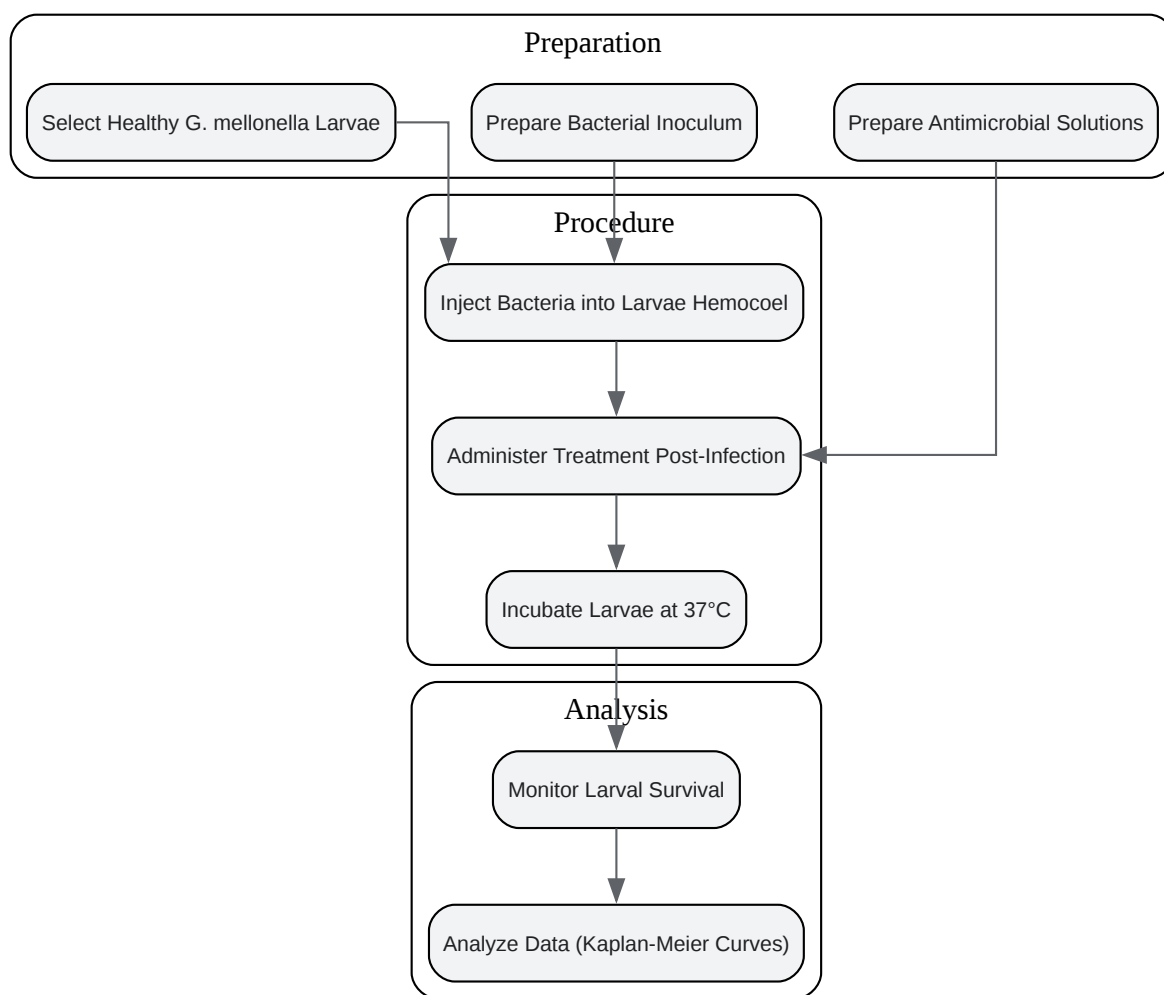 Preparation
Select Healthy G. mellonella Larvae
Prepare Bacterial Inoculum
Prepare Antimicrobial Solutions
Procedure
Inject Bacteria into Larvae Hemocoel
Administer Treatment Post-Infection
Incubate Larvae at 37°C
Analysis
Monitor Larval Survival
Analyze Data (Kaplan-Meier Curves)